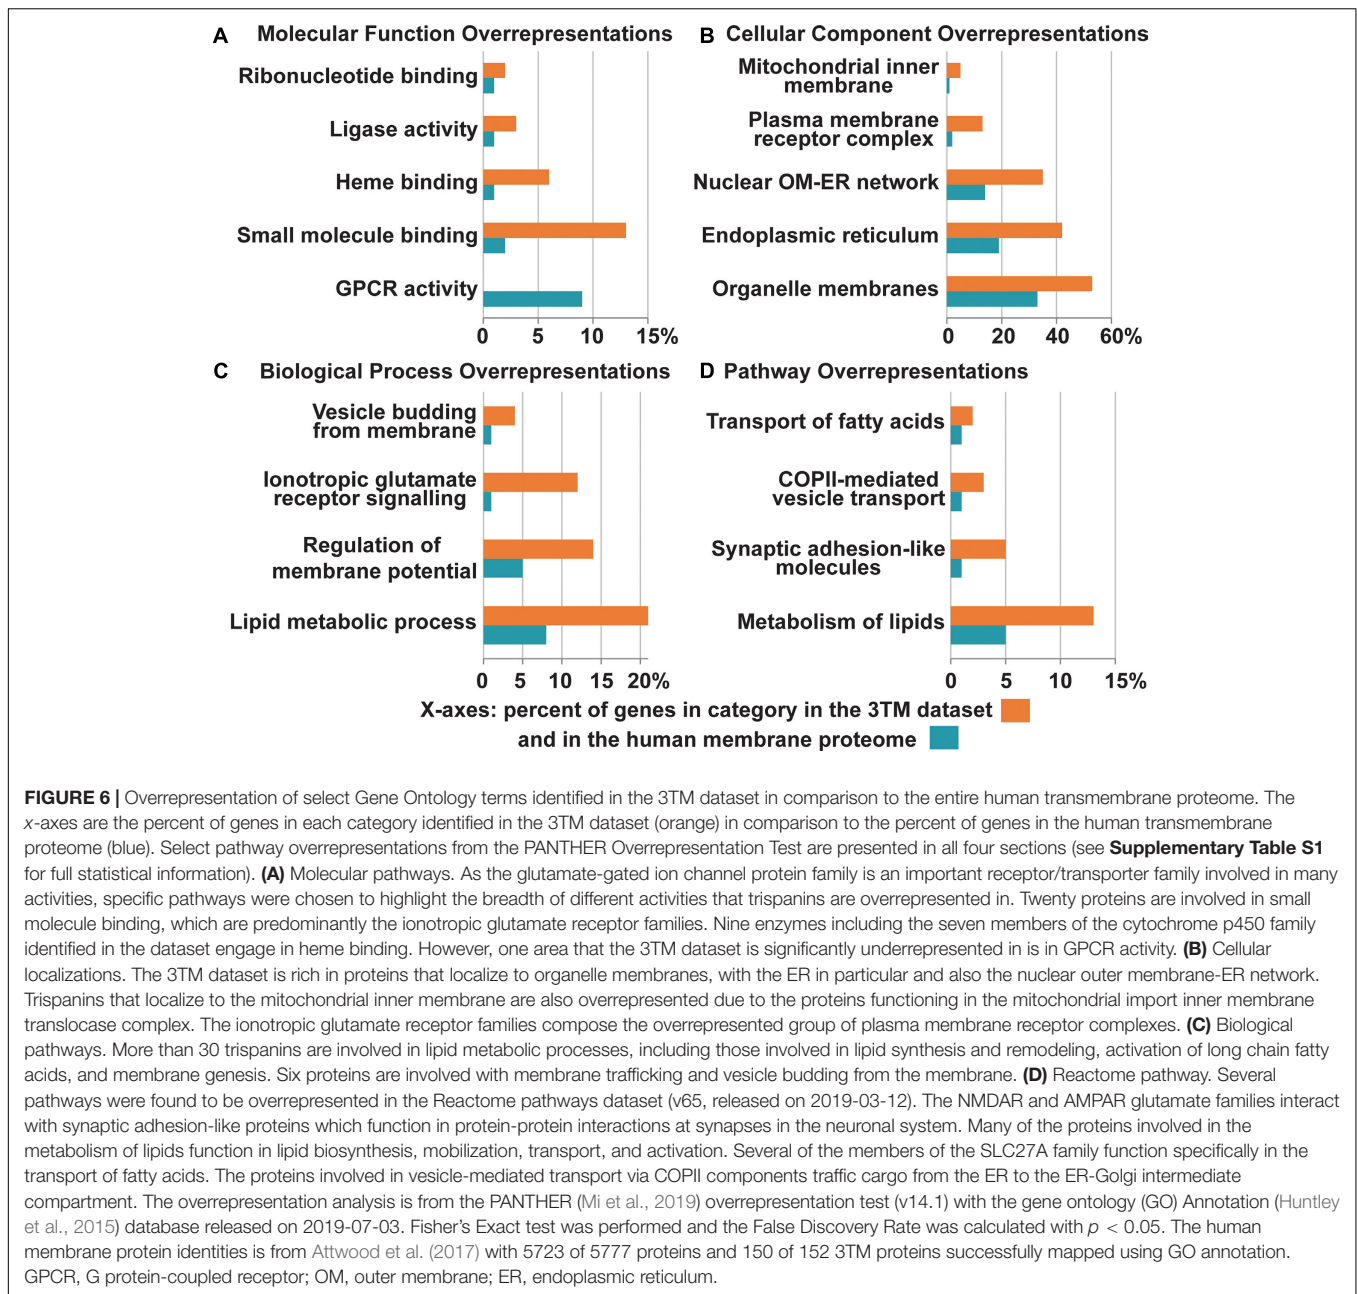 A Molecular Function Overrepresentations
Ribonucleotide binding
Ligase activity
Heme binding
Small molecule binding
GPCR activity
0 5 10 15%
B Cellular Component Overrepresentations
Mitochondrial inner
membrane
Plasma membrane
receptor complex
Nuclear OM-ER network
Endoplasmic reticulum
Organelle membranes
0 20 40 60%
C Biological Process Overrepresentations
Vesicle budding
from membrane
Ionotropic glutamate
receptor signalling
Regulation of
membrane potential
Lipid metabolic process
0 5 10 15 20%
D Pathway Overrepresentations
Transport of fatty acids
COPII-mediated
vesicle transport
Synaptic adhesion-like
molecules
Metabolism of lipids
0 5 10 15%
X-axes: percent of genes in category in the 3TM dataset
and in the human membrane proteome
FIGURE 6 | Overrepresentation of select Gene Ontology terms identified in the 3TM dataset in comparison to the entire human transmembrane proteome. The
x-axes are the percent of genes in each category identified in the 3TM dataset (orange) in comparison to the percent of genes in the human transmembrane
proteome (blue). Select pathway overrepresentations from the PANTHER Overrepresentation Test are presented in all four sections (see Supplementary Table S1
for full statistical information). (A) Molecular pathways. As the glutamate-gated ion channel protein family is an important receptor/transporter family involved in many
activities, specific pathways were chosen to highlight the breadth of different activities that trispanins are overrepresented in. Twenty proteins are involved in small
molecule binding, which are predominantly the ionotropic glutamate receptor families. Nine enzymes including the seven members of the cytochrome p450 family
identified in the dataset engage in heme binding. However, one area that the 3TM dataset is significantly underrepresented in is in GPCR activity. (B) Cellular
localizations. The 3TM dataset is rich in proteins that localize to organelle membranes, with the ER in particular and also the nuclear outer membrane-ER network.
Trispanins that localize to the mitochondrial inner membrane are also overrepresented due to the proteins functioning in the mitochondrial import inner membrane
translocase complex. The ionotropic glutamate receptor families compose the overrepresented group of plasma membrane receptor complexes. (C) Biological
pathways. More than 30 trispanins are involved in lipid metabolic processes, including those involved in lipid synthesis and remodeling, activation of long chain fatty
acids, and membrane genesis. Six proteins are involved with membrane trafficking and vesicle budding from the membrane. (D) Reactome pathway. Several
pathways were found to be overrepresented in the Reactome pathways dataset (v65, released on 2019-03-12). The NMDAR and AMPAR glutamate families interact
with synaptic adhesion-like proteins which function in protein-protein interactions at synapses in the neuronal system. Many of the proteins involved in the
metabolism of lipids function in lipid biosynthesis, mobilization, transport, and activation. Several of the members of the SLC27A family function specifically in the
transport of fatty acids. The proteins involved in vesicle-mediated transport via COPII components traffic cargo from the ER to the ER-Golgi intermediate
compartment. The overrepresentation analysis is from the PANTHER (Mi et al., 2019) overrepresentation test (v14.1) with the gene ontology (GO) Annotation (Huntley
et al., 2015) database released on 2019-07-03. Fisher's Exact test was performed and the False Discovery Rate was calculated with p < 0.05. The human
membrane protein identities is from Attwood et al. (2017) with 5723 of 5777 proteins and 150 of 152 3TM proteins successfully mapped using GO annotation.
GPCR, G protein-coupled receptor; OM, outer membrane; ER, endoplasmic reticulum.